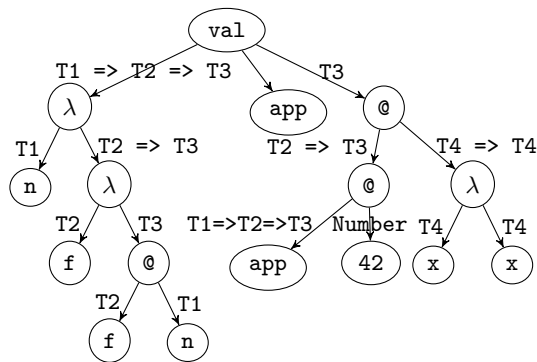 val
T1 => T2 => T3
T3
λ
app
@
T1
T2 => T3
T2 => T3
T4 => T4
n
λ
@
λ
T2
T3
T1=>T2=>T3
Number
T4
T4
f
@
app
42
x
x
T2
T1
f
n